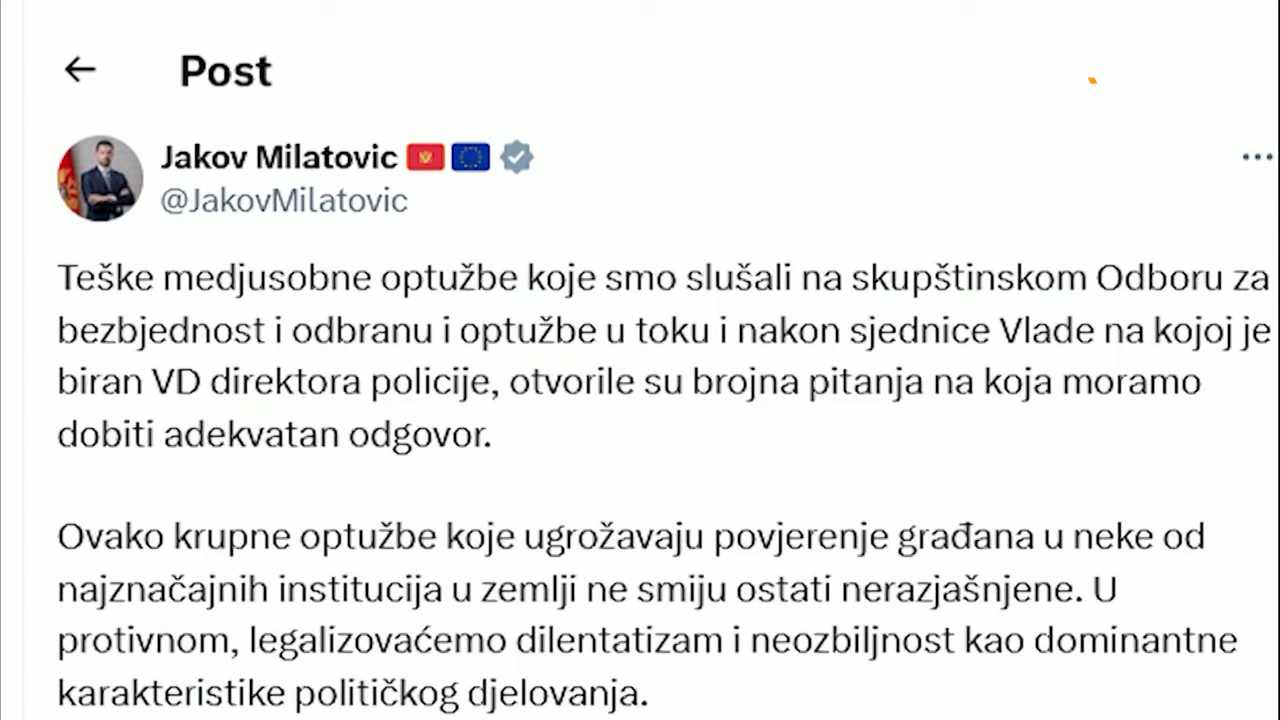 Post
Jakov Milatovic
@JakovMilatovic
Teške medjusobne optužbe koje smo slušali na skupštinskom Odboru za
bezbjednost i odbranu i optužbe u toku i nakon sjednice Vlade na kojoj je
biran VD direktora policije, otvorile su brojna pitanja na koja moramo
dobiti adekvatan odgovor.
Ovako krupne optužbe koje ugrožavaju povjerenje građana u neke od
najznačajnih institucija u zemlji ne smiju ostati nerazjašnjene. U
protivnom, legalizovaćemo dilentatizam i neozbiljnost kao dominantne
karakteristike političkog djelovanja.